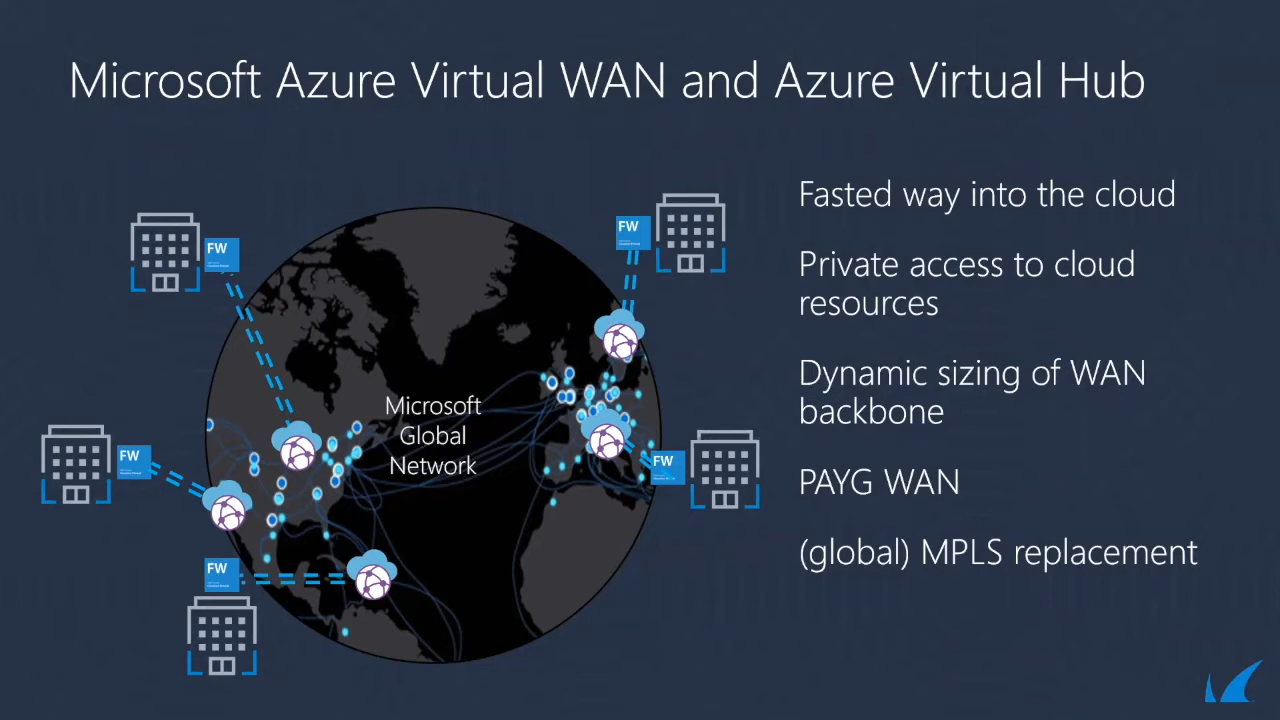 Microsoft Azure Virtual WAN and Azure Virtual Hub
Fasted way into the cloud
Private access to cloud
resources
Dynamic sizing of WAN
backbone
PAYG WAN
(global) MPLS replacement
Microsoft
Global
Network
FW
FW
FW
FW
FW